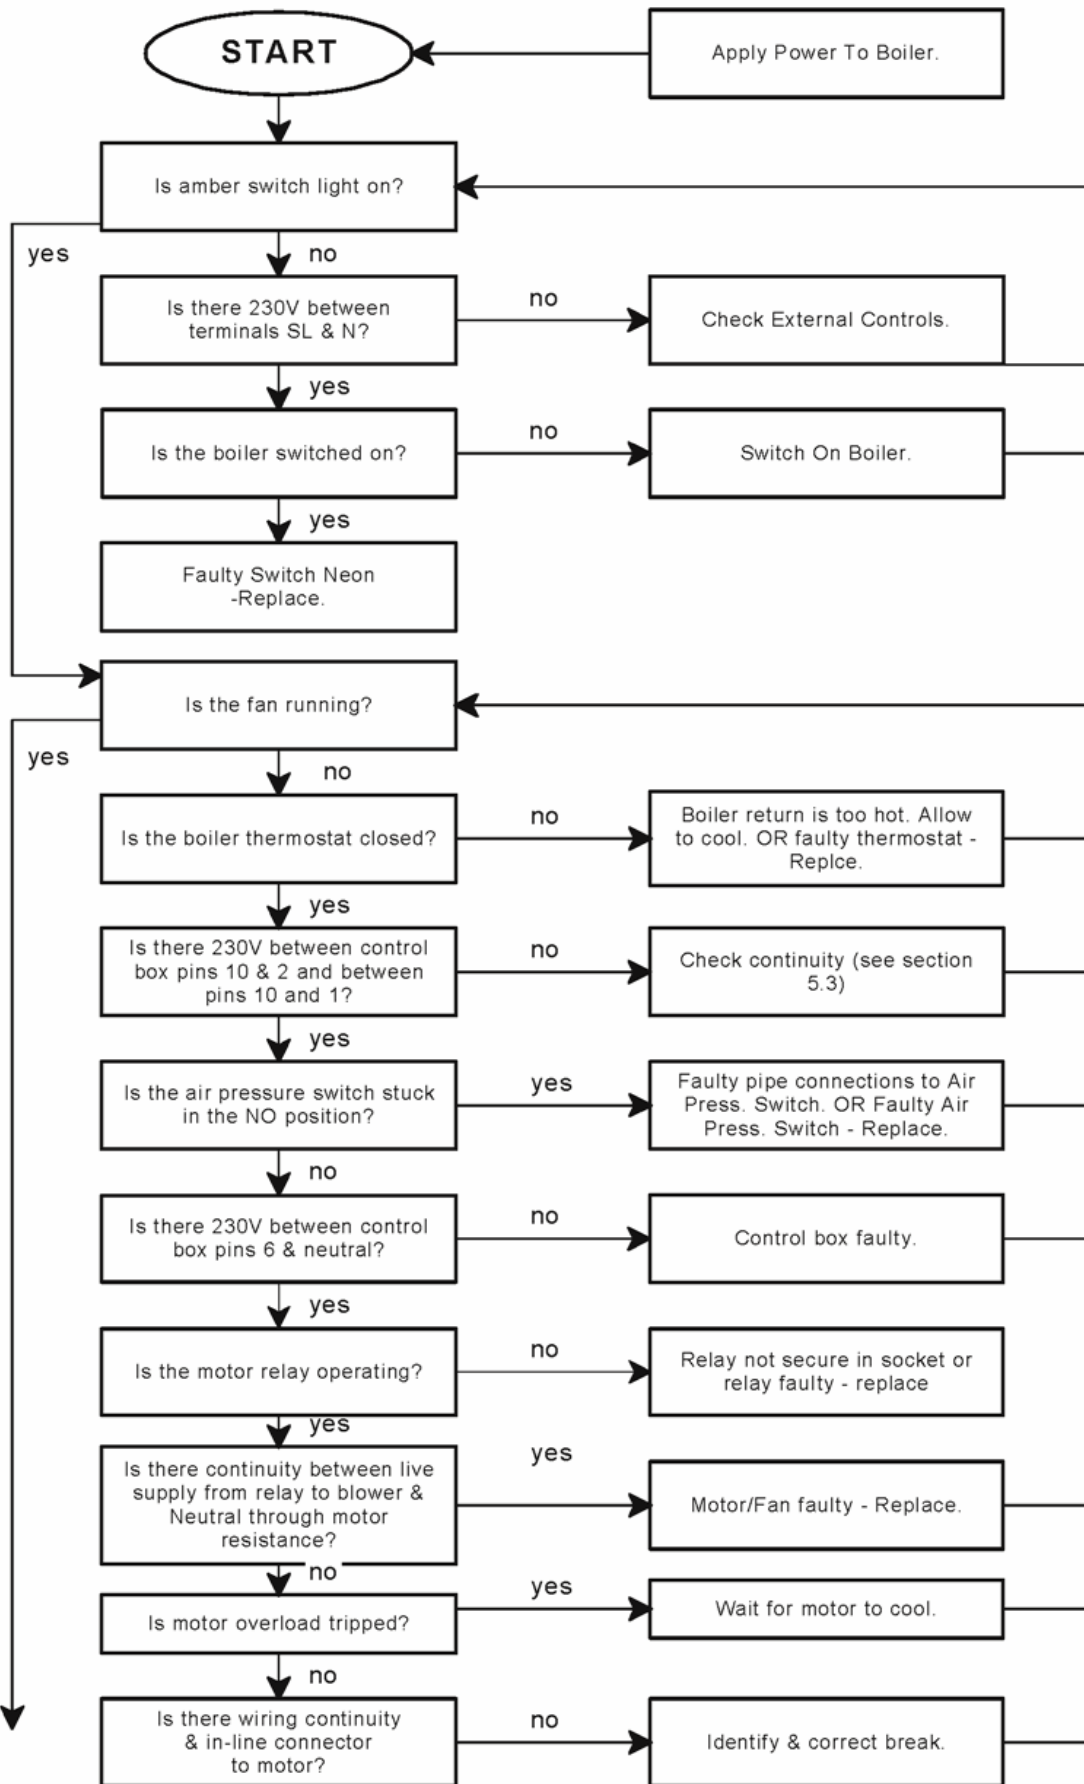 START
Apply Power To Boiler.
Is amber switch light on?
yes
no
Is there 230V between
terminals SL & N?
no
Check External Controls.
yes
Is the boiler switched on?
no
Switch On Boiler.
yes
Faulty Switch Neon
-Replace.
Is the fan running?
yes
no
Is the boiler thermostat closed?
no
Boiler return is too hot. Allow
to cool. OR faulty thermostat -
Replce.
yes
Is there 230V between control
box pins 10 & 2 and between
pins 10 and 1?
no
Check continuity (see section
5.3)
yes
Is the air pressure switch stuck
in the NO position?
yes
Faulty pipe connections to Air
Press. Switch. OR Faulty Air
Press. Switch - Replace.
no
Is there 230V between control
box pins 6 & neutral?
no
Control box faulty.
yes
Is the motor relay operating?
no
Relay not secure in socket or
relay faulty - replace
yes
Is there continuity between live
supply from relay to blower &
Neutral through motor
resistance?
yes
Motor/Fan faulty - Replace.
no
Is motor overload tripped?
yes
Wait for motor to cool.
no
Is there wiring continuity
& in-line connector
to motor?
no
Identify & correct break.